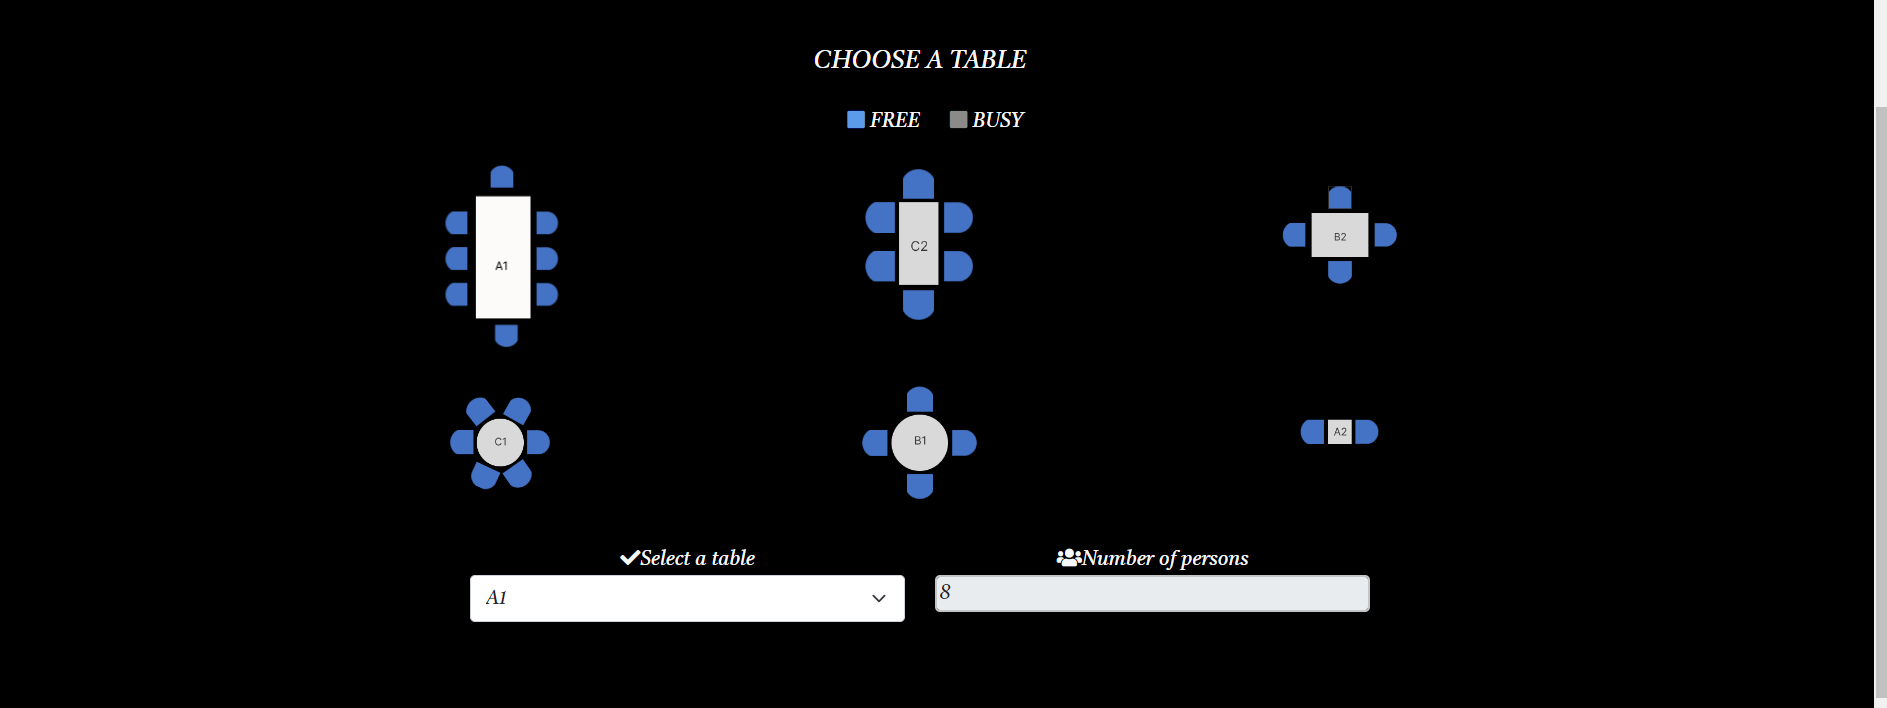 CHOOSE A TABLE
FREE BUSY
A1
C2
B2
C1
B1
A2
Select a table
Number of persons
A1
8